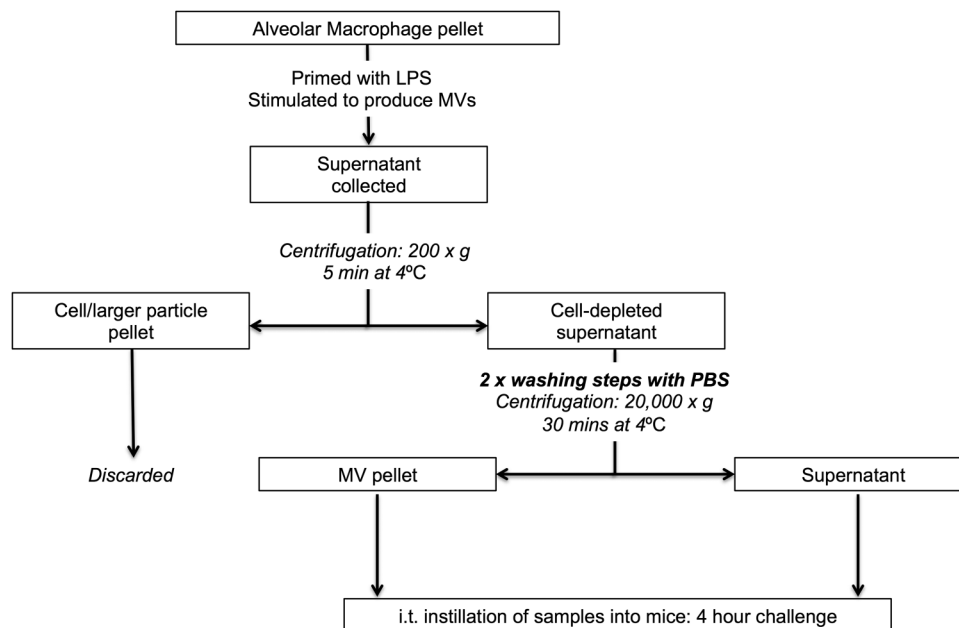 Alveolar Macrophage pellet
Primed with LPS
Stimulated to produce MVs
Supernatant
collected
Centrifugation: 200 x g
5 min at 4ºC
Cell/larger particle
pellet
Cell-depleted
supernatant
2 x washing steps with PBS
Centrifugation: 20,000 x g
30 mins at 4ºC
Discarded
MV pellet
Supernatant
i.t. instillation of samples into mice: 4 hour challenge